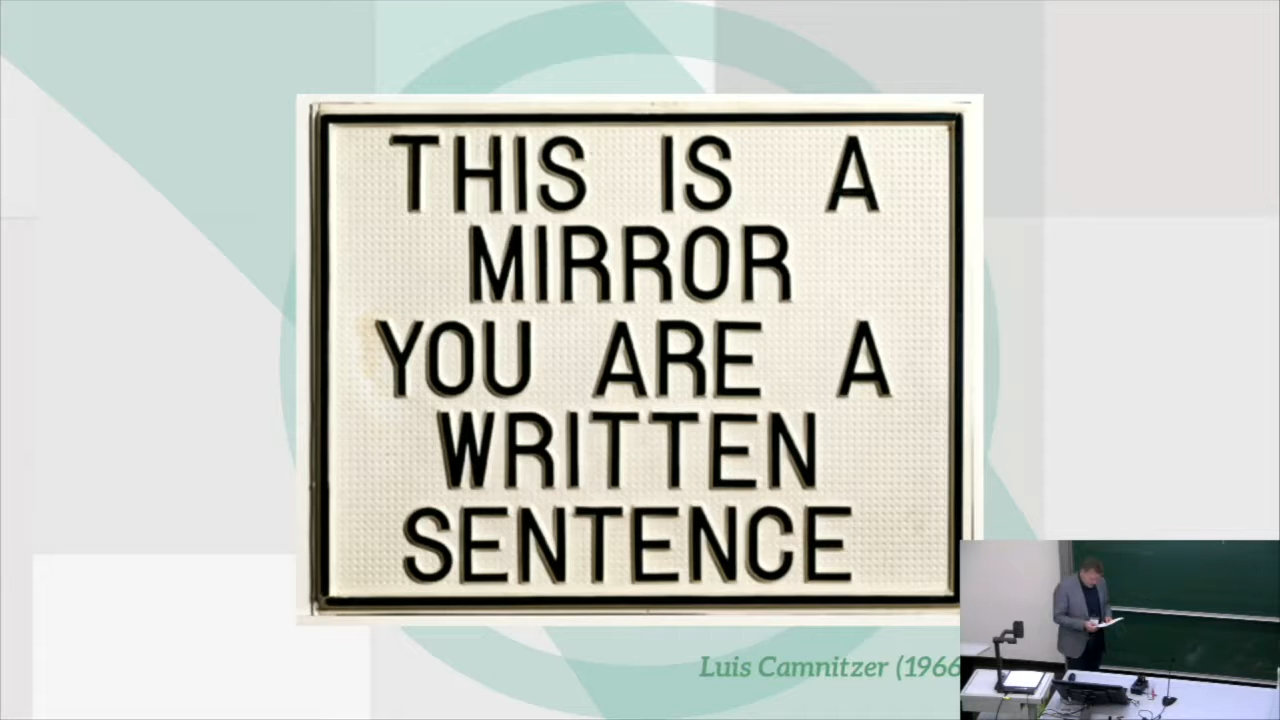 THIS IS A
MIRROR
YOU ARE A
WRITTEN
SENTENCE
Luis Camnitzer (1966